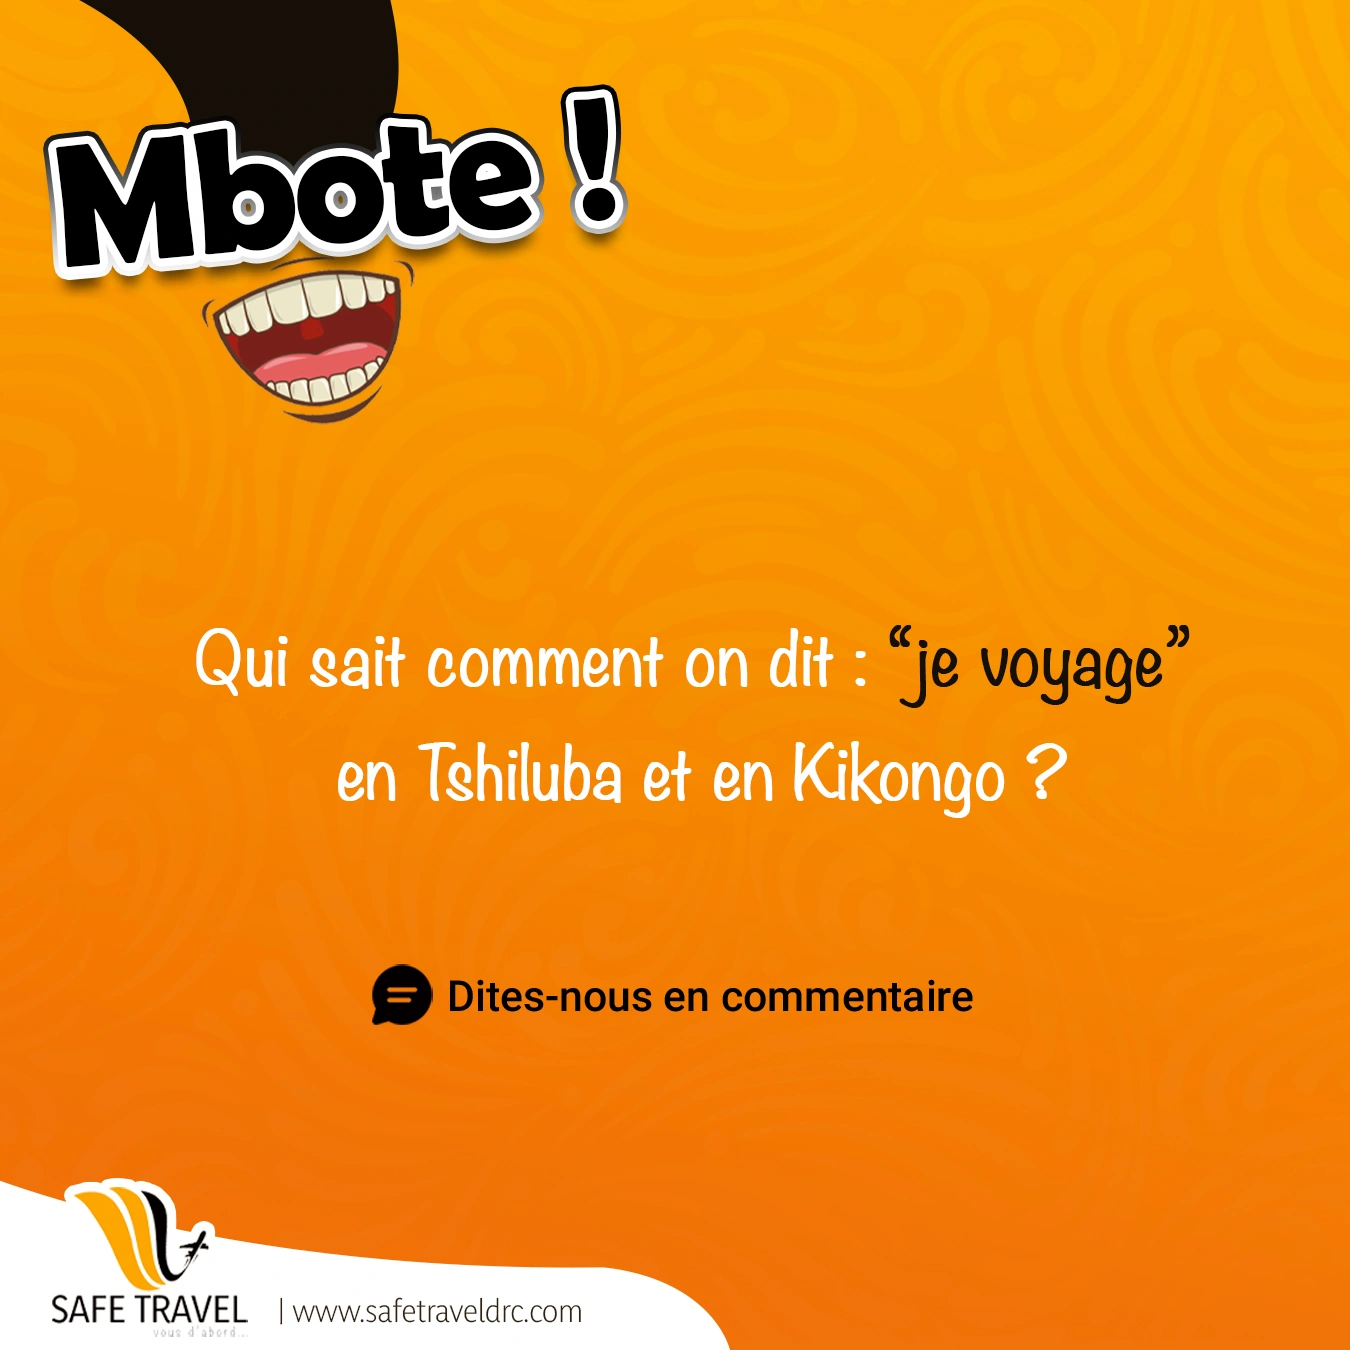 Mbote !
Qui sait comment on dit : “je voyage”
en Tshiluba et en Kikongo ?
Dites-nous en commentaire
SAFE TRAVEL
vous d'abord...
| www.safetraveldrc.com